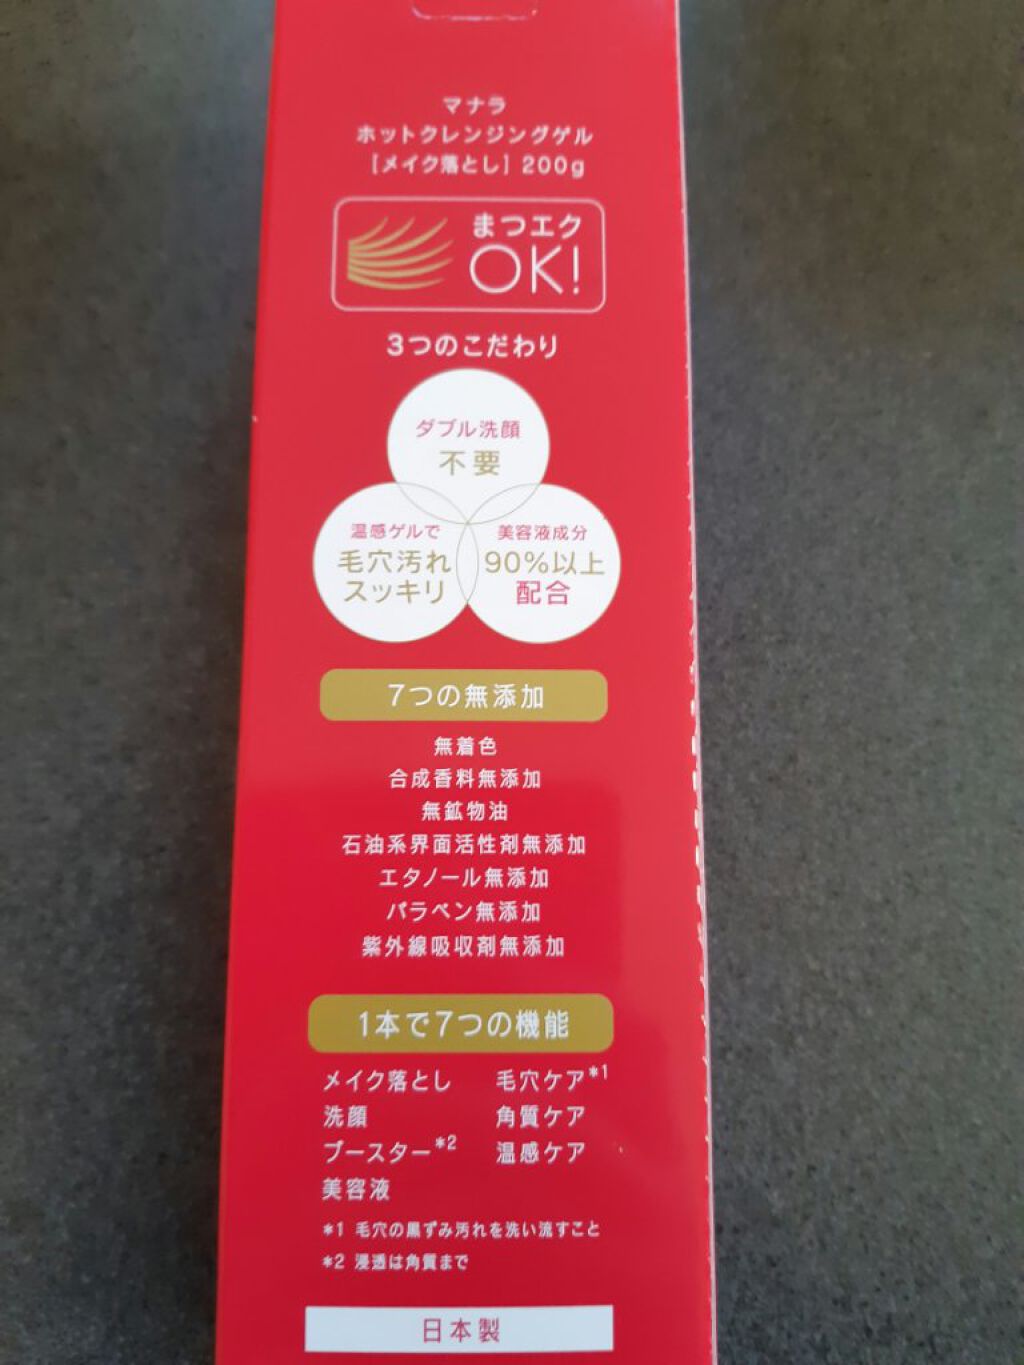 マナラ
ホットクレンジングゲル
[メイク落とし] 200g
まつエク
OK!
3つのこだわり
ダブル洗顔
不要
温感ゲルで
毛穴汚れ
スッキリ
美容液成分
90%以上
配合
7つの無添加
無着色
合成香料無添加
無鉱物油
石油系界面活性剤無添加
エタノール無添加
パラベン無添加
紫外線吸収剤無添加
1本で7つの機能
メイク落とし 毛穴ケア*1
洗顔 角質ケア
ブースター*2 温感ケア
美容液
*1 毛穴の黒ずみ汚れを洗い流すこと
*2 浸透は角質まで
日本製